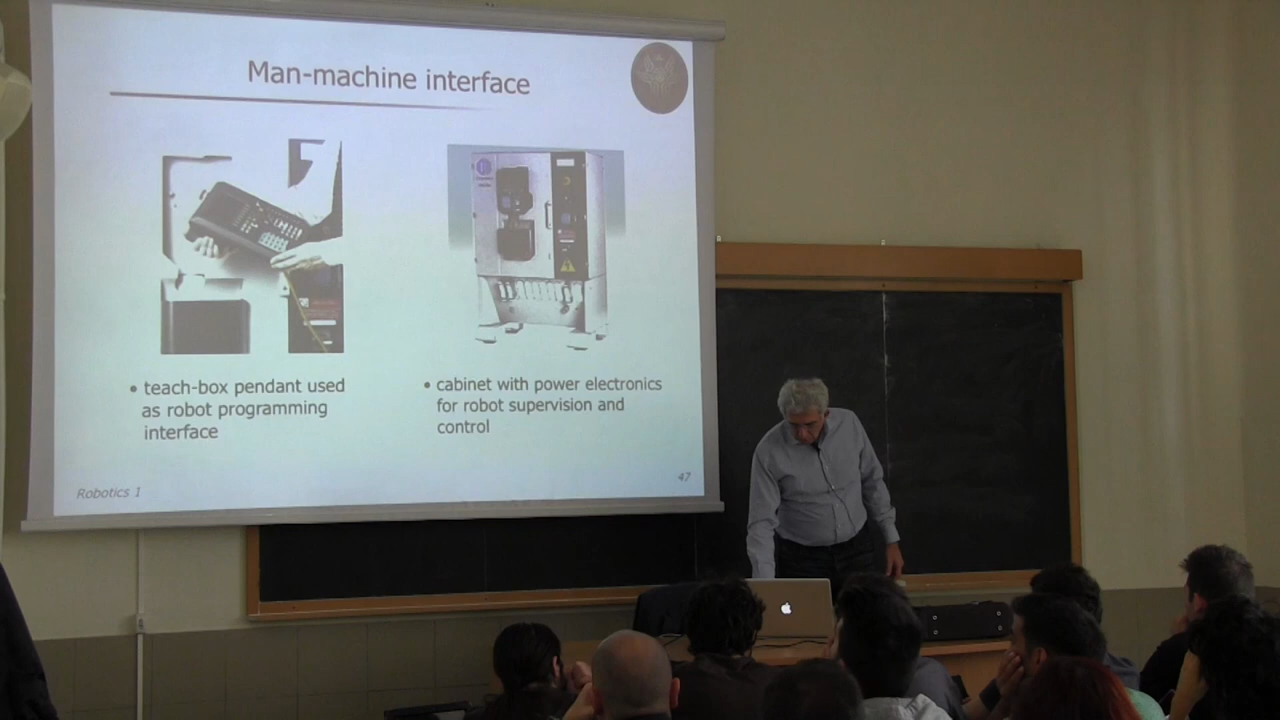 Man-machine interface
• teach-box pendant used
as robot programming
interface
• cabinet with power electronics
for robot supervision and
control
Robotics 1
47